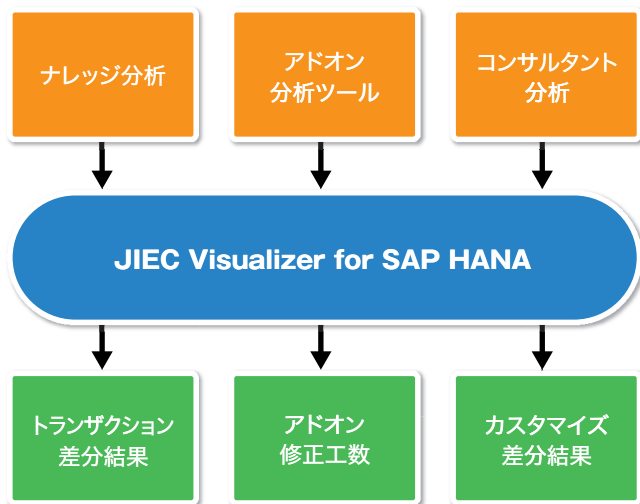 ナレッジ分析
アドオン
分析ツール
コンサルタント
分析
JIEC Visualizer for SAP HANA
トランザクション
差分結果
アドオン
修正工数
カスタマイズ
差分結果